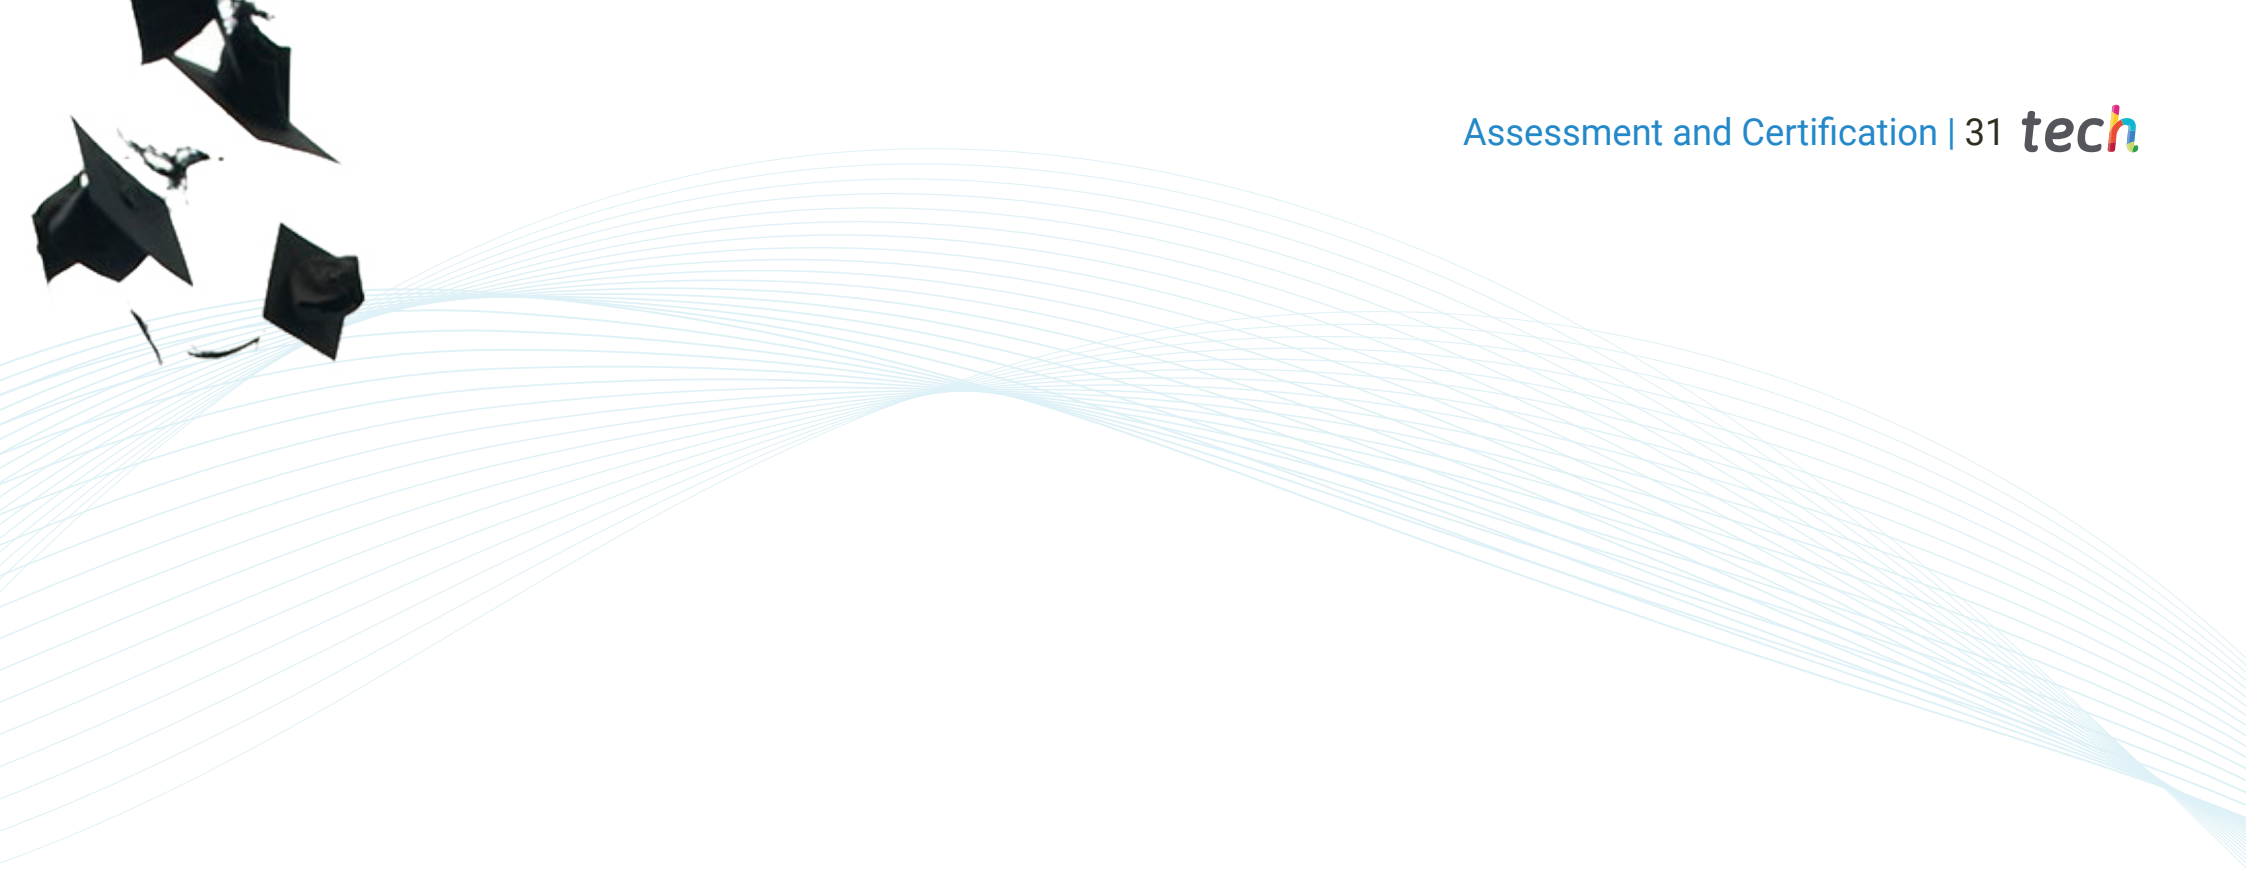 Assessment and Certification | 31 tech